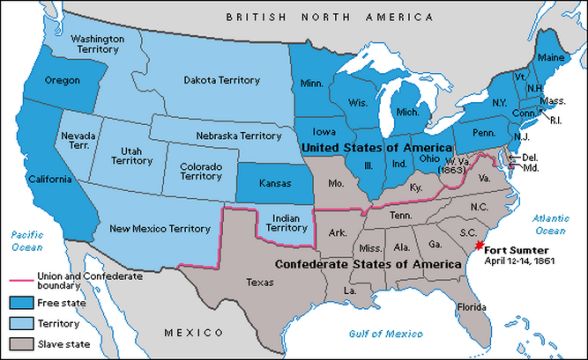 BRITISH NORTH AMERICA
Washington
Territory
Oregon
Dakota Territory
Minn.
Wis.
Mich.
Vt.
N.H.
Maine
Mass.
R.I.
Conn.
N.Y.
Nevada
Terr.
Utah
Territory
Nebraska Territory
Iowa
Penn.
N.J.
United States of America
Colorado
Territory
Kansas
Ill.
Ind.
Ohio
W. Va.
(1863)
Del.
Md.
California
Mo.
Ky.
Va.
Pacific
Ocean
New Mexico Territory
Indian
Territory
Ark.
Tenn.
N.C.
Atlantic
Ocean
S.C.
Fort Sumter
April 12-14, 1861
Miss.
Ala.
Ga.
Confederate States of America
Texas
La.
Florida
Union and Confederate
boundary
Free state
Territory
Slave state
MEXICO
Gulf of Mexico